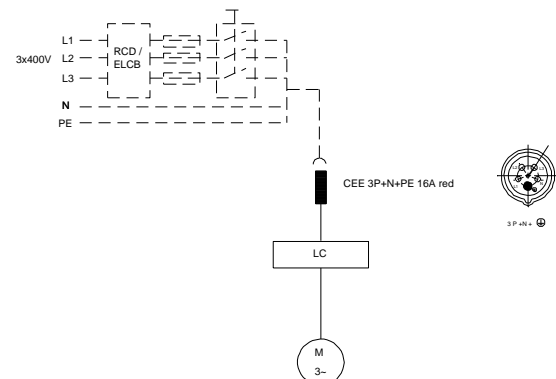 L1
3x400V L2
L3
RCD /
ELCB
N
PE
CEE 3P+N+PE 16A red
LC
M
3~
3 P +N +